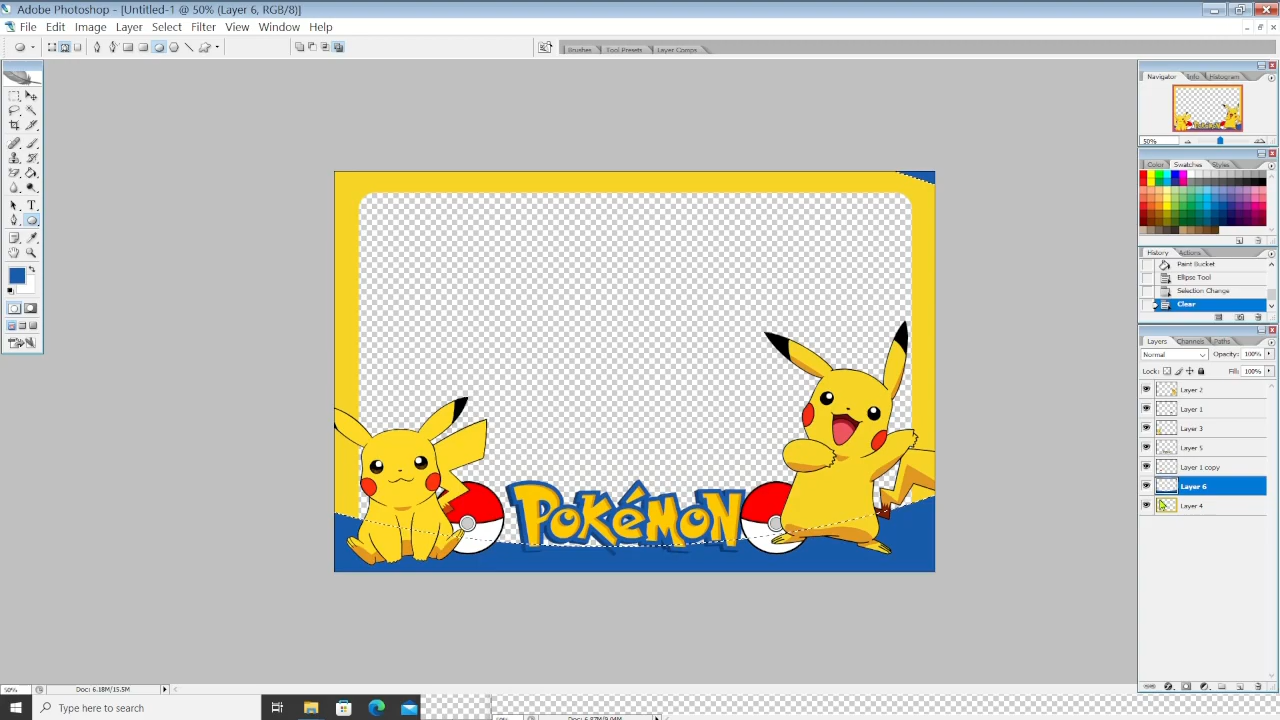 Adobe Photoshop - [Untitled-1 @ 50% (Layer 6, RGB/8)]
File Edit Image Layer Select Filter View Window Help
Brushes Tool Presets Layer Comps
Navigator Info Histogram
50%
Color Swatches Styles
History Actions
Paint Bucket
Ellipse Tool
Selection Change
Clear
Layers Channels Paths
Normal Opacity: 100%
Lock: Fill: 100%
Layer 2
Layer 1
Layer 3
Layer 5
Layer 1 copy
Layer 6
Layer 4
POKéMON
50% Doc: 6.18M/15.5M
Type here to search